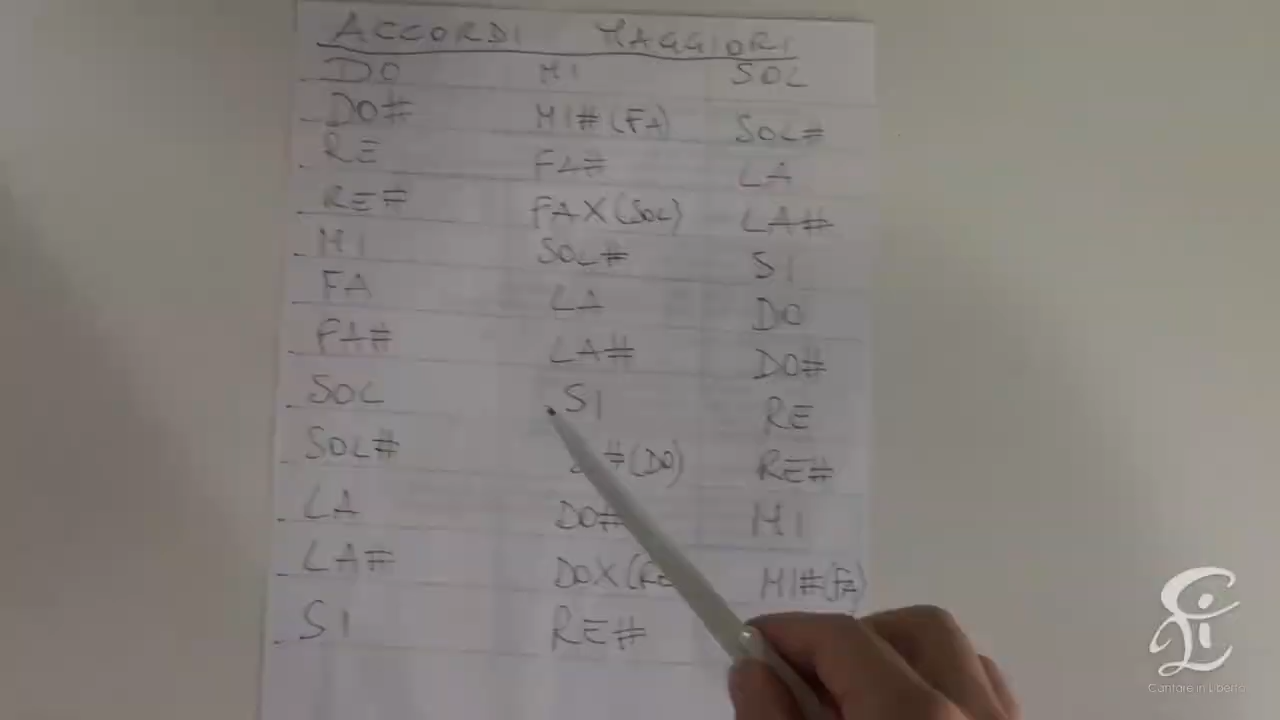 ACCORDI MAGGIORI
DO MI SOL
DO# MI#(FA) SOL#
RE FA# LA
RE# FAX(SOL) LA#
MI SOL# SI
FA LA DO
FA# LA# DO#
SOL SI RE
SOL# #(DO) RE#
LA DO# MI
LA# DOX( MI#(FA)
SI RE#
Cantare in Libertà